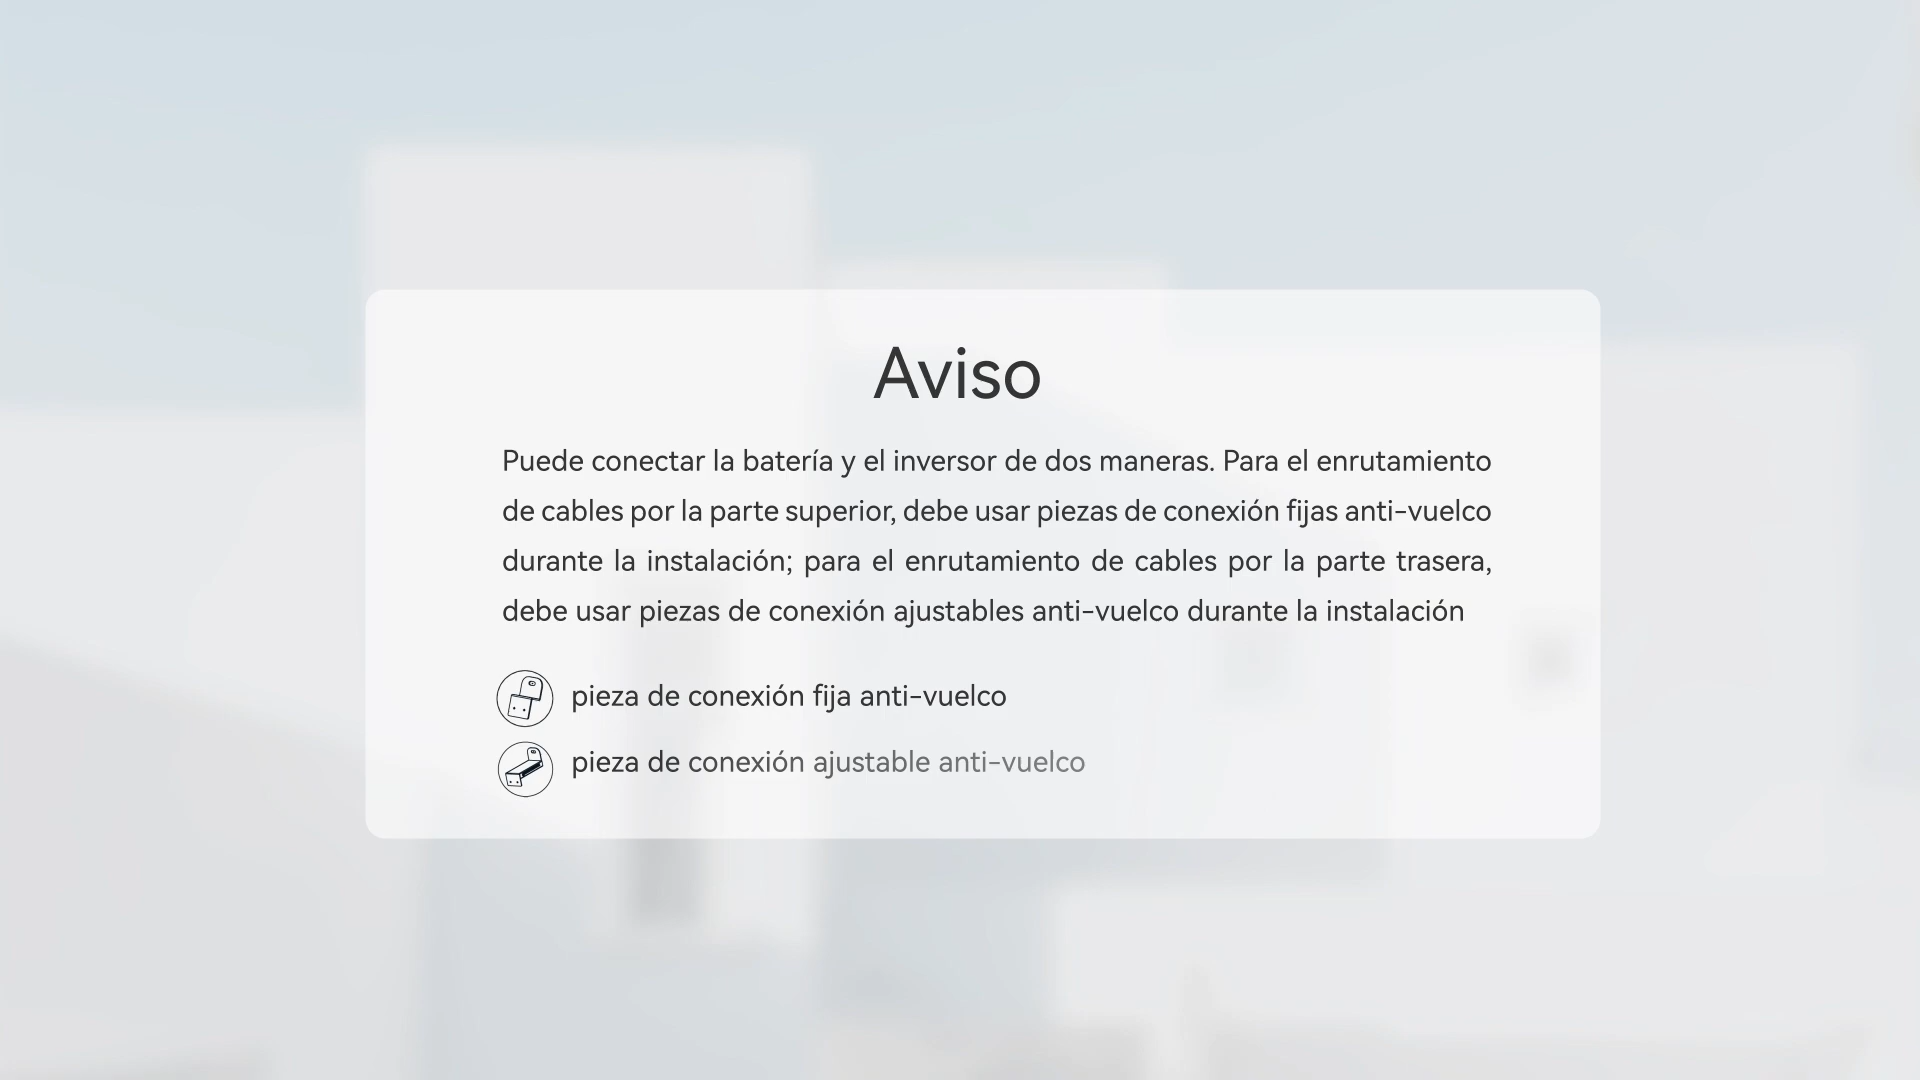 Aviso
Puede conectar la batería y el inversor de dos maneras. Para el enrutamiento
de cables por la parte superior, debe usar piezas de conexión fijas anti-vuelco
durante la instalación; para el enrutamiento de cables por la parte trasera,
debe usar piezas de conexión ajustables anti-vuelco durante la instalación
pieza de conexión fija anti-vuelco
pieza de conexión ajustable anti-vuelco